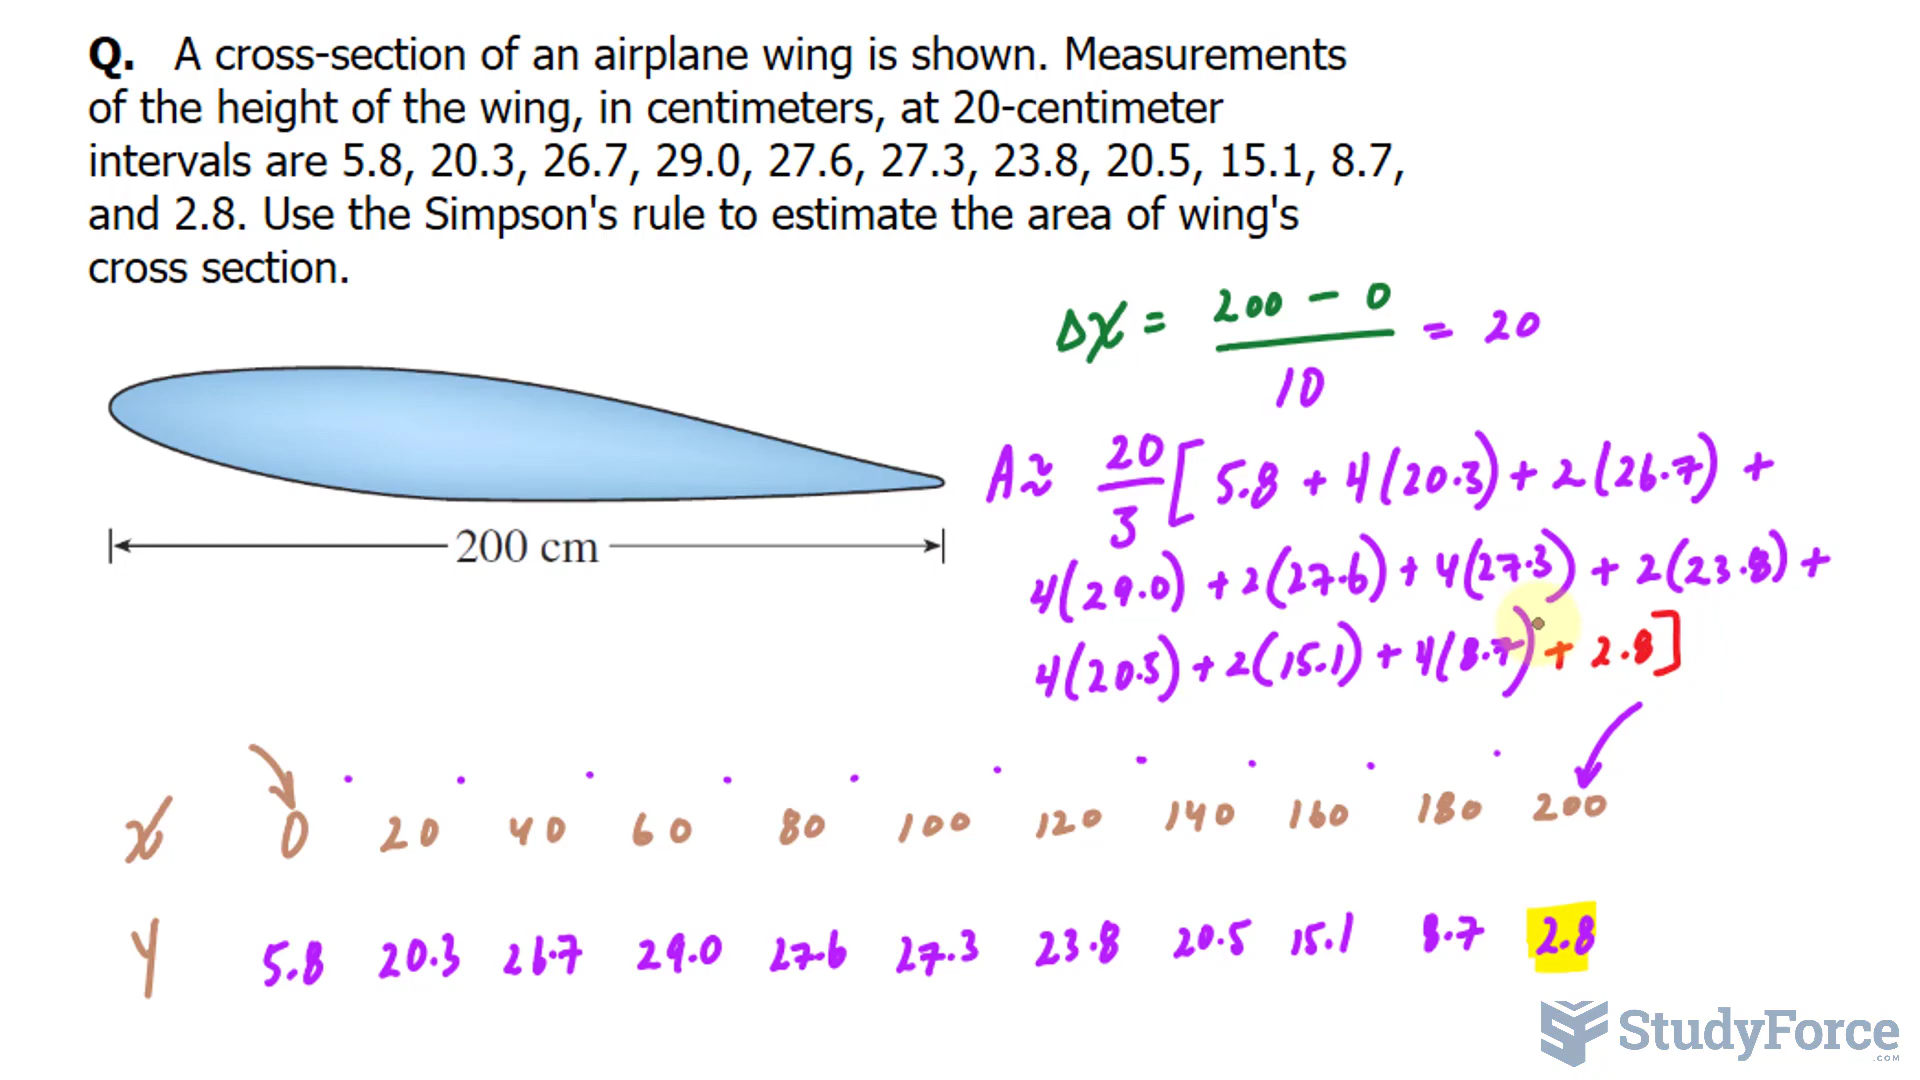 Q. A cross-section of an airplane wing is shown. Measurements
of the height of the wing, in centimeters, at 20-centimeter
intervals are 5.8, 20.3, 26.7, 29.0, 27.6, 27.3, 23.8, 20.5, 15.1, 8.7,
and 2.8. Use the Simpson's rule to estimate the area of wing's
cross section.
Δx = (200 - 0)/10 = 20
200 cm
A ≈ 20/3 [5.8 + 4(20.3) + 2(26.7) +
4(29.0) + 2(27.6) + 4(27.3) + 2(23.8) +
4(20.5) + 2(15.1) + 4(8.7) + 2.8]
x 0 20 40 60 80 100 120 140 160 180 200
y 5.8 20.3 26.7 29.0 27.6 27.3 23.8 20.5 15.1 8.7 2.8
StudyForce
.COM